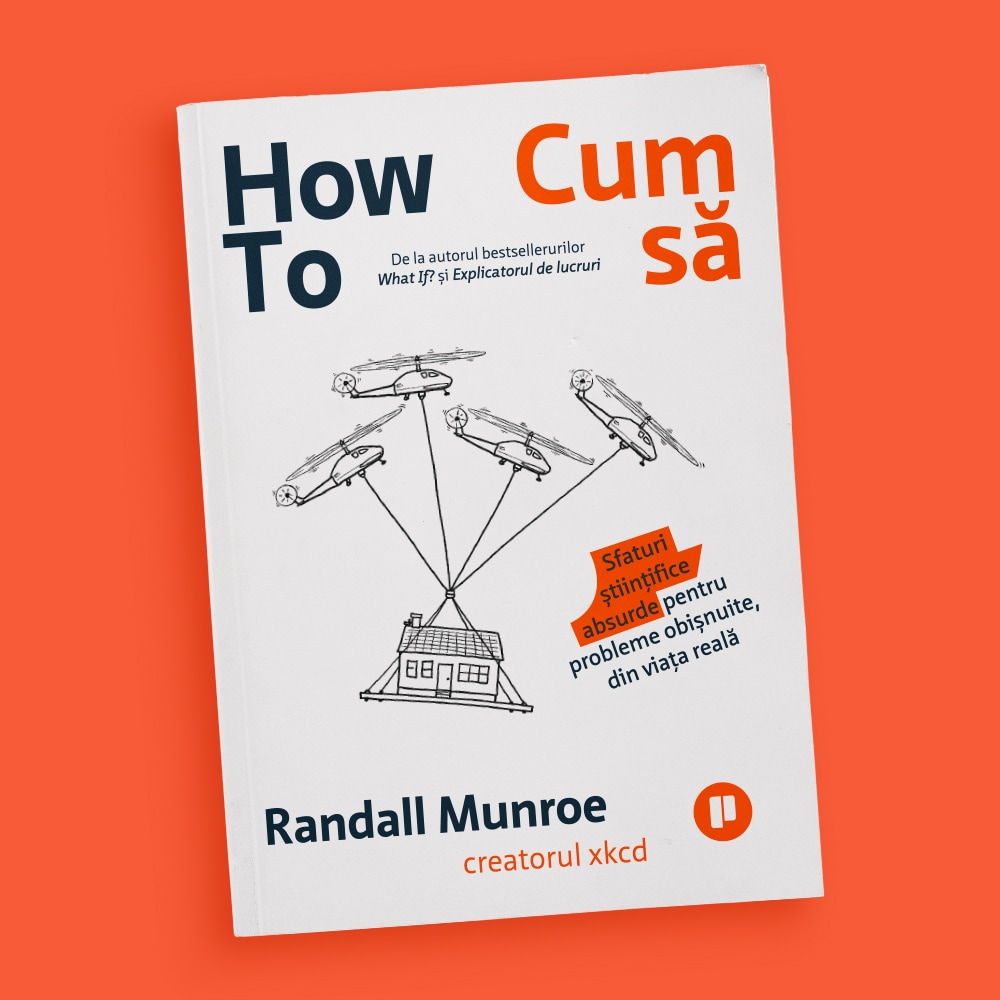 How
To
Cum
să
De la autorul bestsellerurilor
What If? și Explicatorul de lucruri
Sfaturi
științifice
absurde pentru
probleme obișnuite,
din viața reală
Randall Munroe
creatorul xkcd